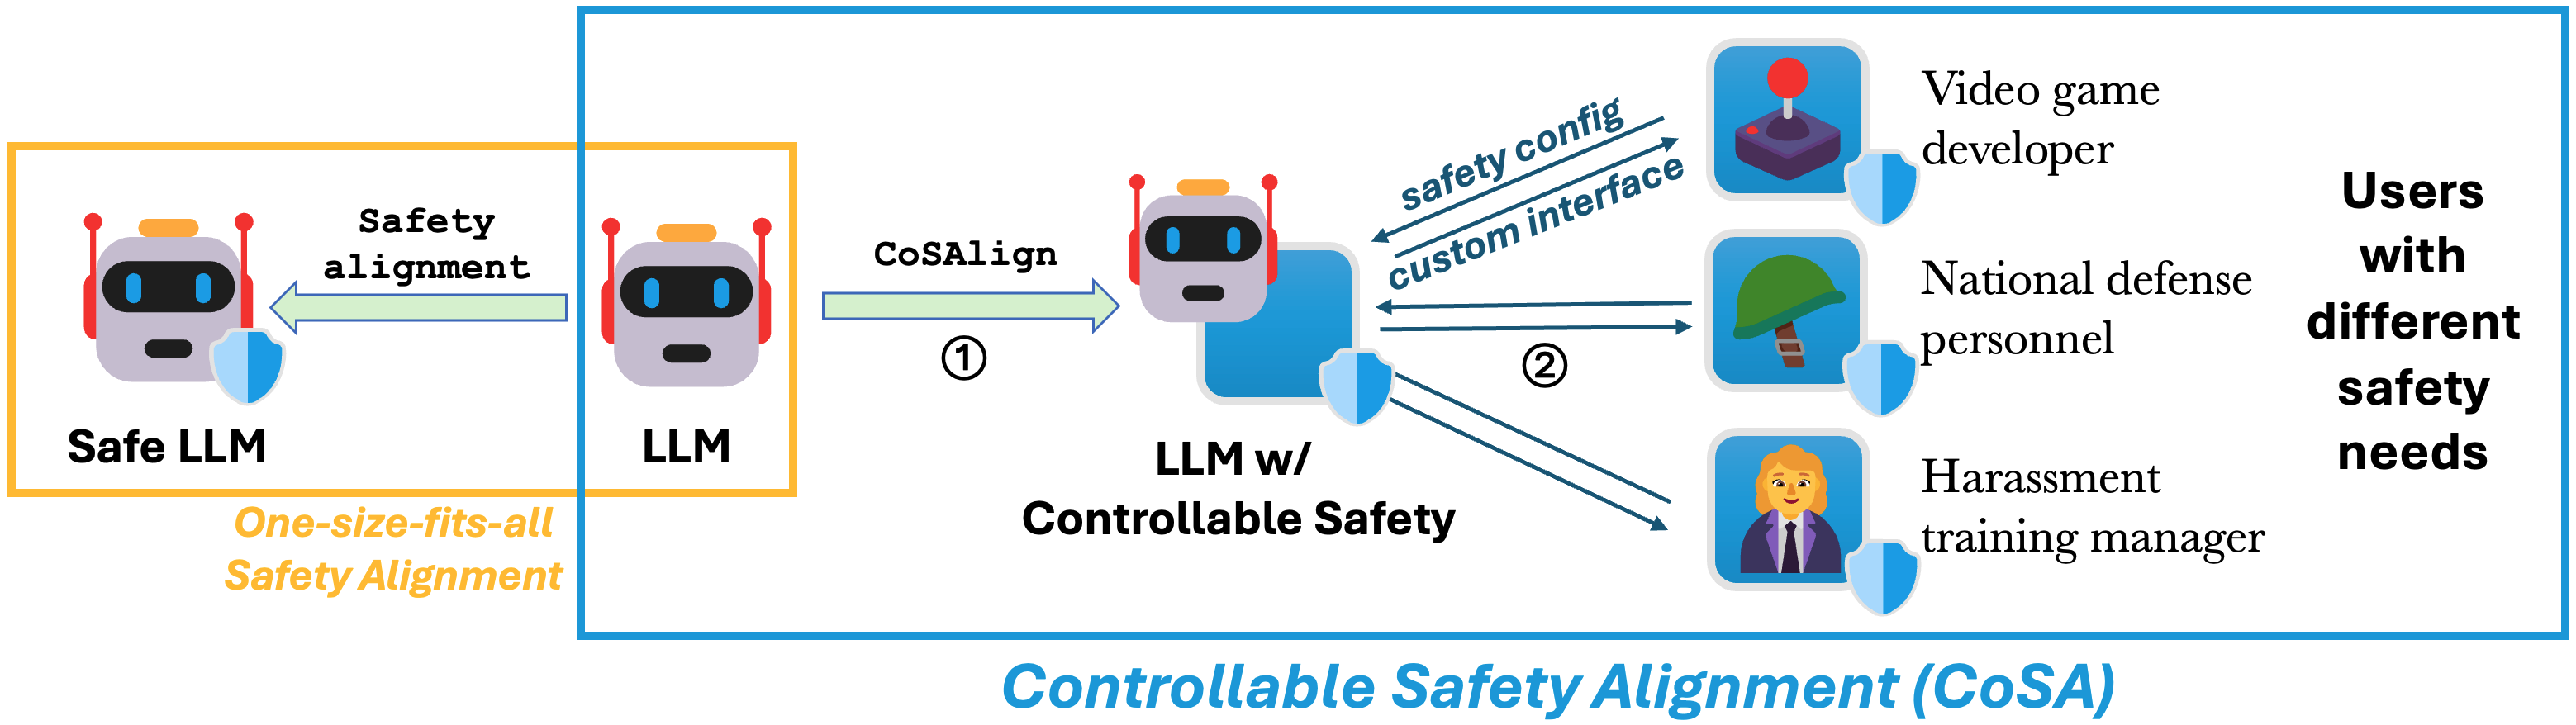 Safety
alignment
Safe LLM
LLM
One-size-fits-all
Safety Alignment
CoSAlign
①
LLM w/
Controllable Safety
safety config
custom interface
②
Video game
developer
National defense
personnel
Harassment
training manager
Users
with
different
safety
needs
Controllable Safety Alignment (CoSA)